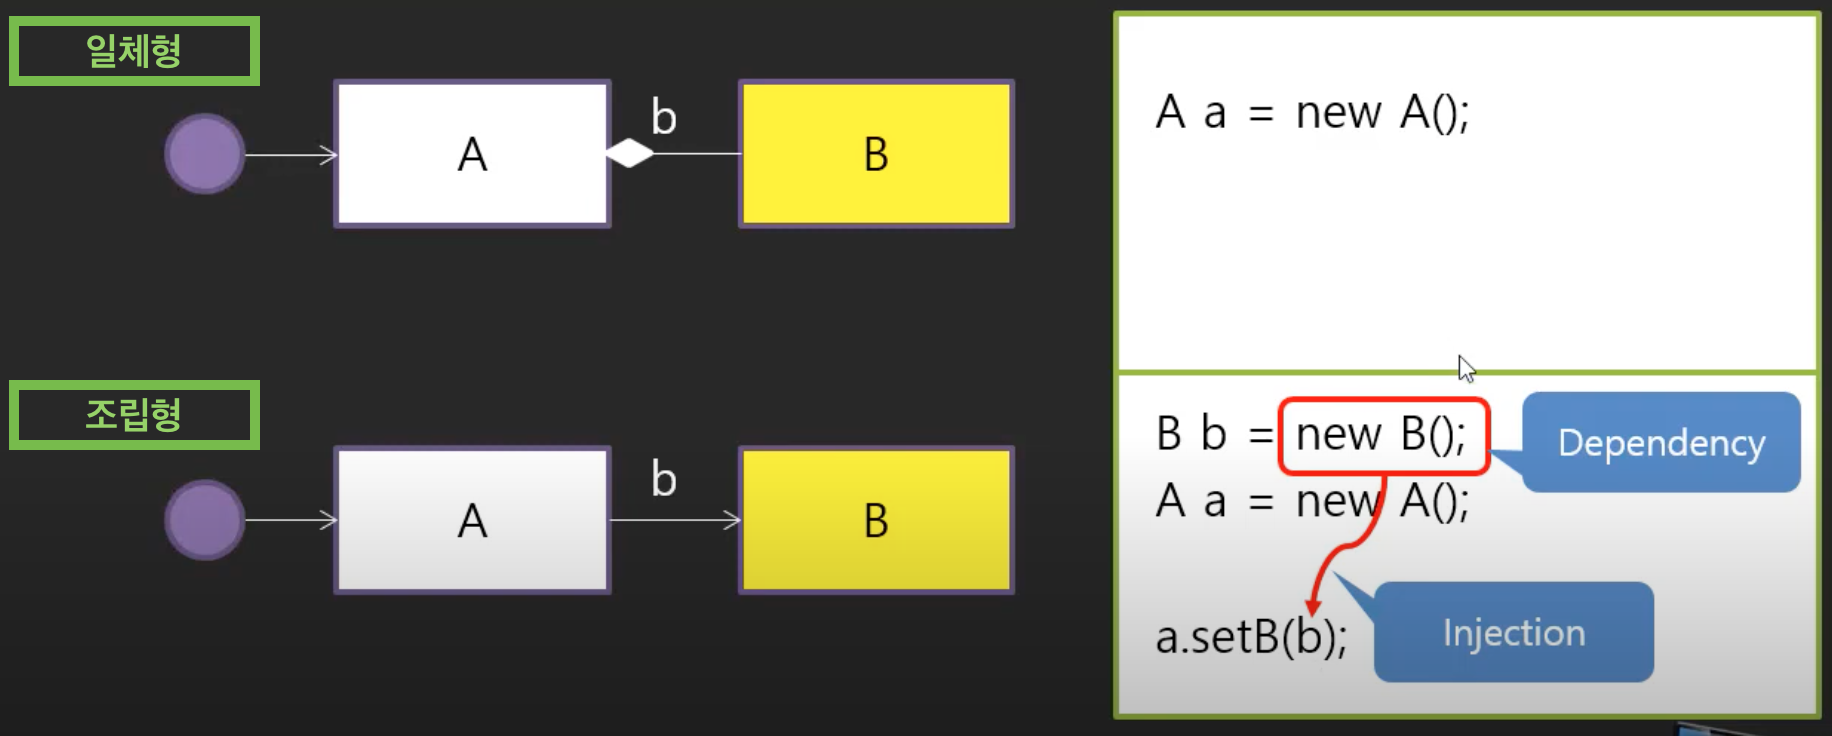 일체형
A
b
B
A a = new A();
조립형
A
b
B
B b = new B();
Dependency
A a = new A();
a.setB(b);
Injection